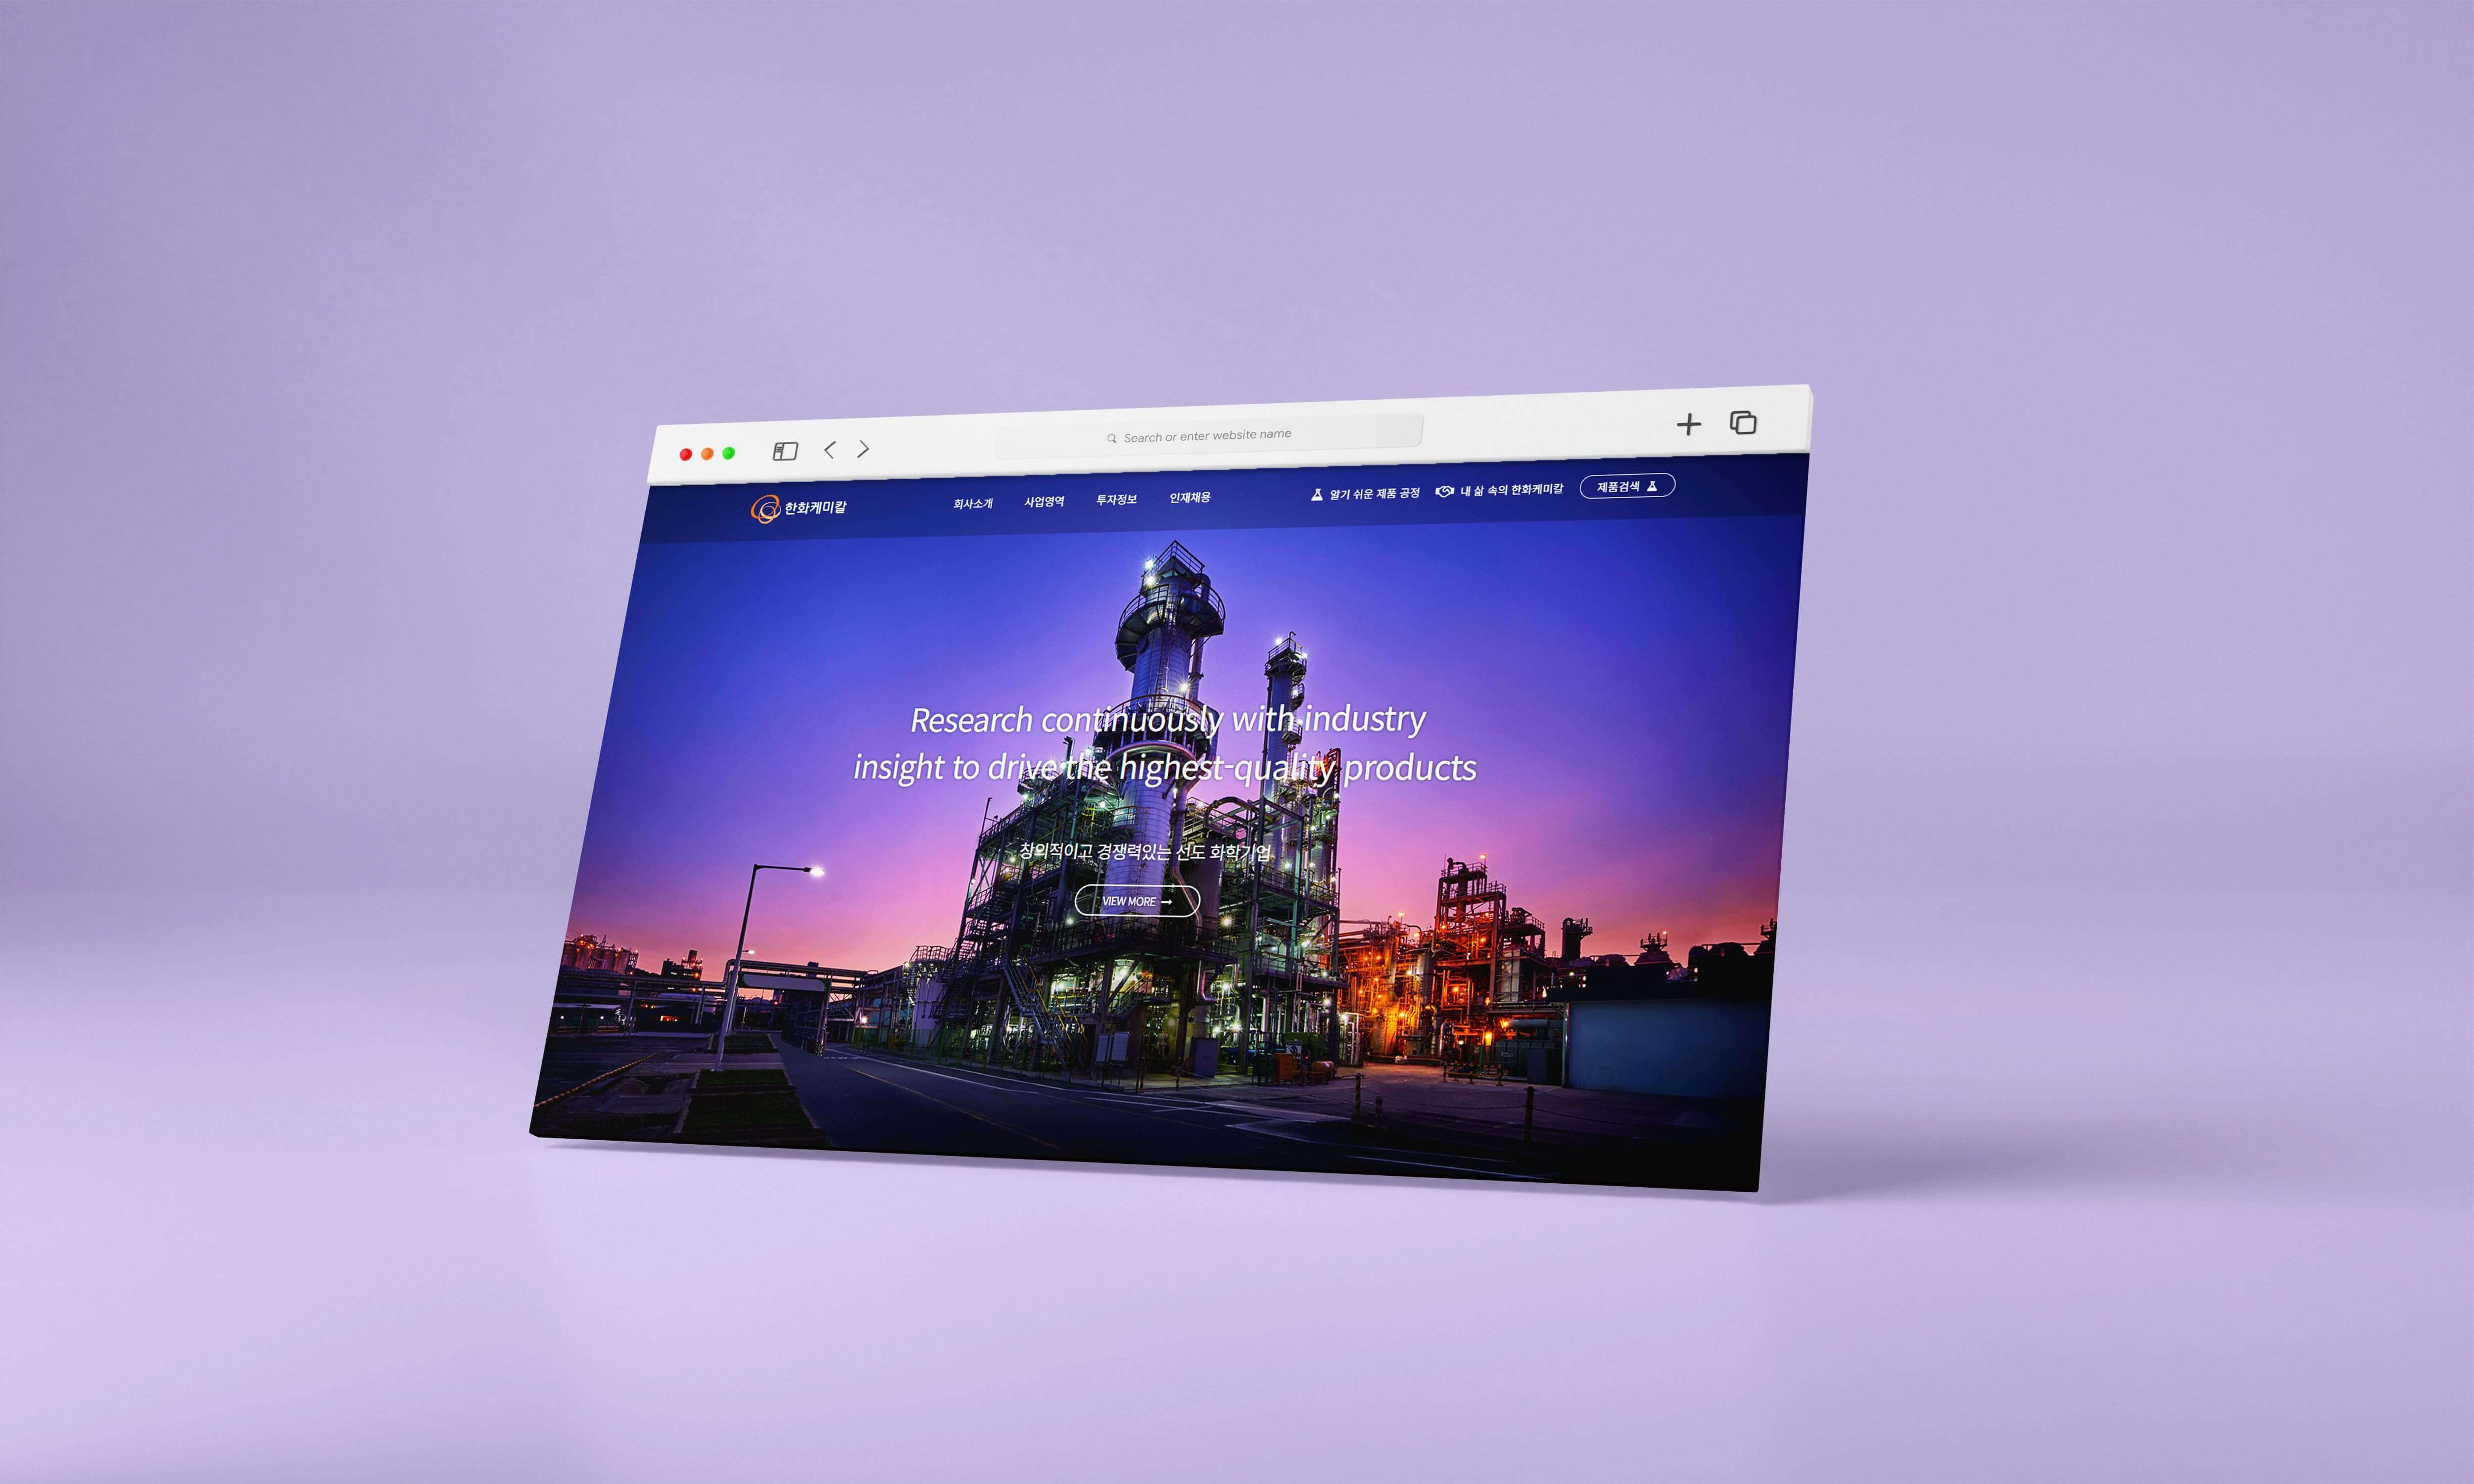 Search or enter website name
한화케미칼
회사소개 사업영역 투자정보 인재채용 알기 쉬운 제품 공정 내 삶 속의 한화케미칼 제품검색
Research continuously with industry
insight to drive the highest-quality products
창의적이고 경쟁력있는 선도 화학기업
VIEW MORE